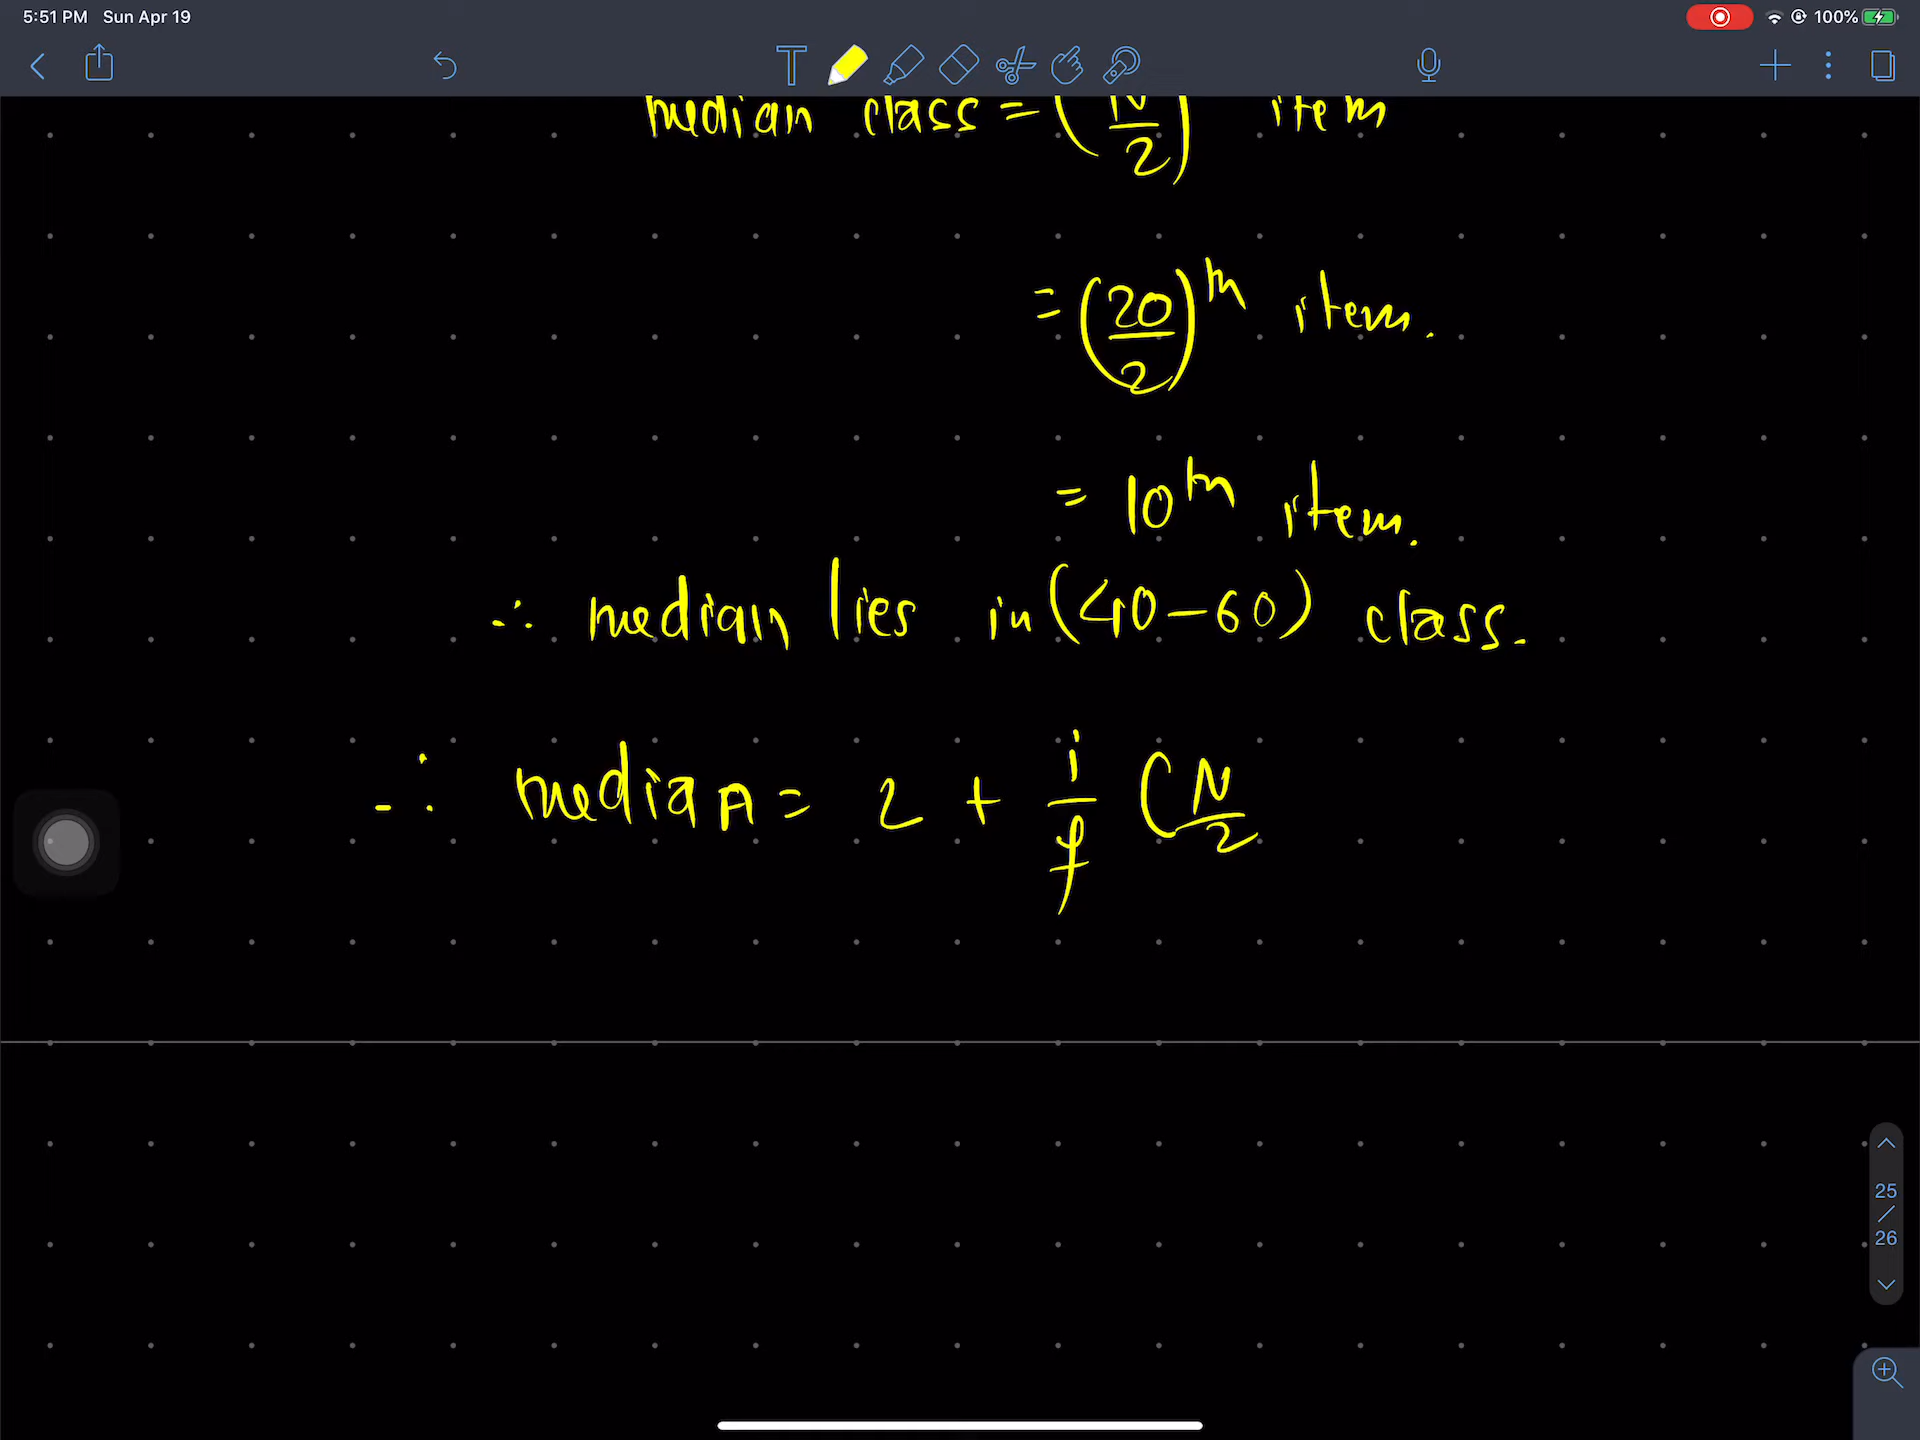 5:51 PM Sun Apr 19 100%
T
median class = (N/2) item
= (20/2)th item.
= 10th item.
∴ median lies in (40-60) class.
∴ median = L + i/f (N/2
25
/
26